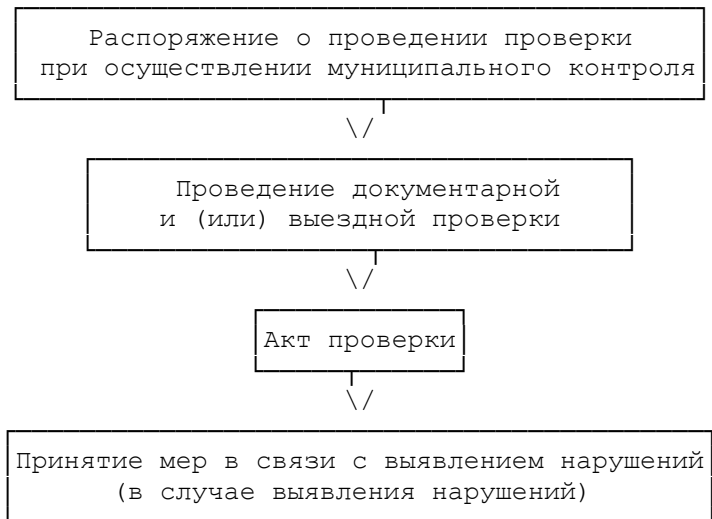 Распоряжение о проведении проверки
при осуществлении муниципального контроля
\/
Проведение документарной
и (или) выездной проверки
\/
Акт проверки
\/
Принятие мер в связи с выявлением нарушений
(в случае выявления нарушений)